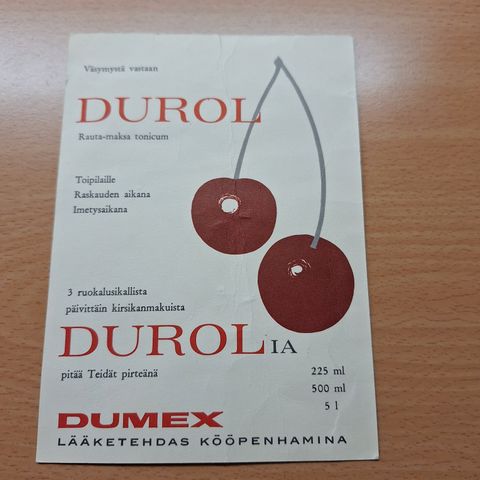 Väsymystä vastaan
DUROL
Rauta-maksa tonicum
Toipilaille
Raskauden aikana
Imetysaikana
3 ruokalusikallista
päivittäin kirsikanmakuista
DUROLIA
pitää Teidät pirteänä
225 ml
500 ml
5 l
DUMEX
LÄÄKETEHDAS KÖÖPENHAMINA